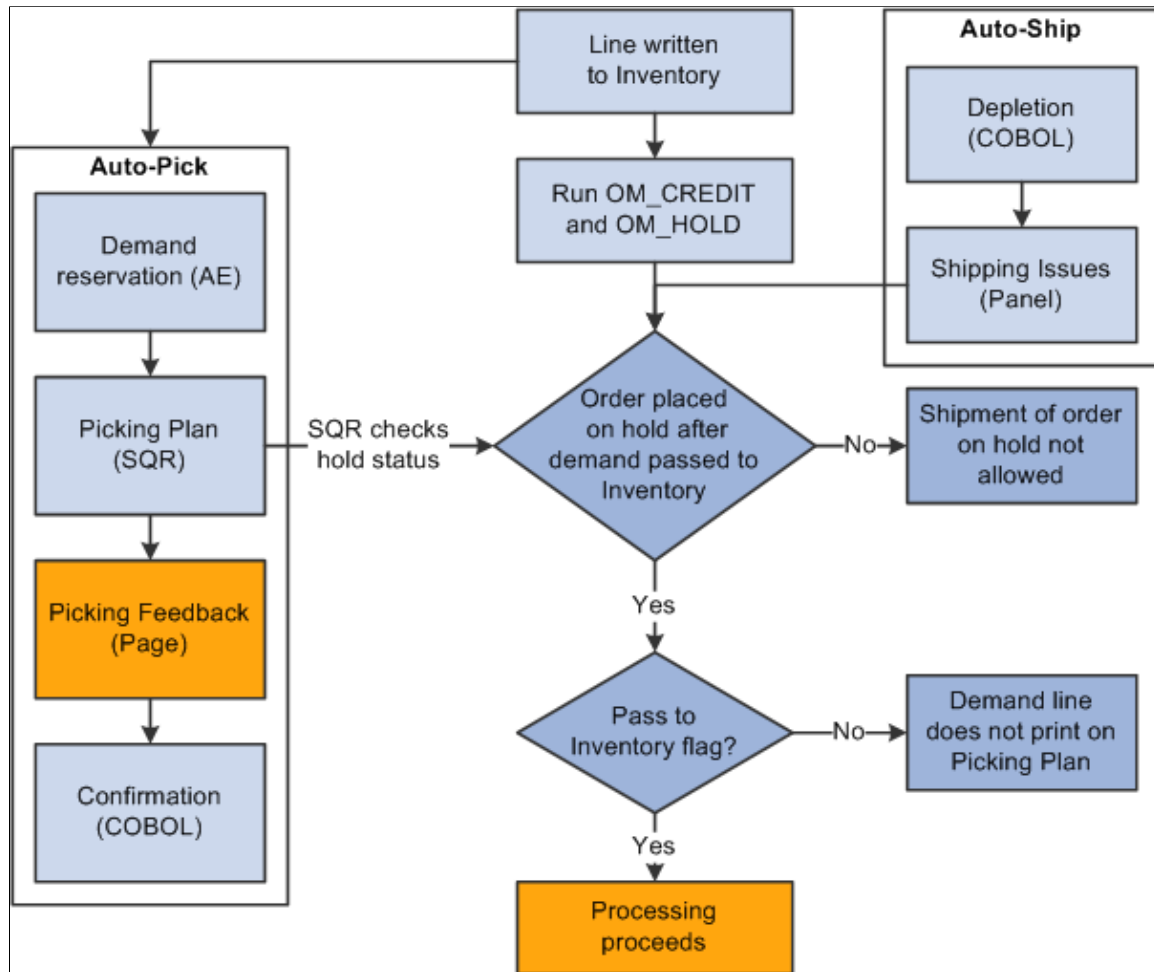 Line written
to Inventory
Auto-Ship
Depletion
(COBOL)
Shipping Issues
(Panel)
Run OM_CREDIT
and OM_HOLD
Auto-Pick
Demand
reservation (AE)
Picking Plan
(SQR)
Picking Feedback
(Page)
Confirmation
(COBOL)
SQR checks
hold status
Order placed
on hold after
demand passed to
Inventory
No
Shipment of order
on hold not
allowed
Yes
Pass to
Inventory flag?
No
Demand line
does not print on
Picking Plan
Yes
Processing
proceeds